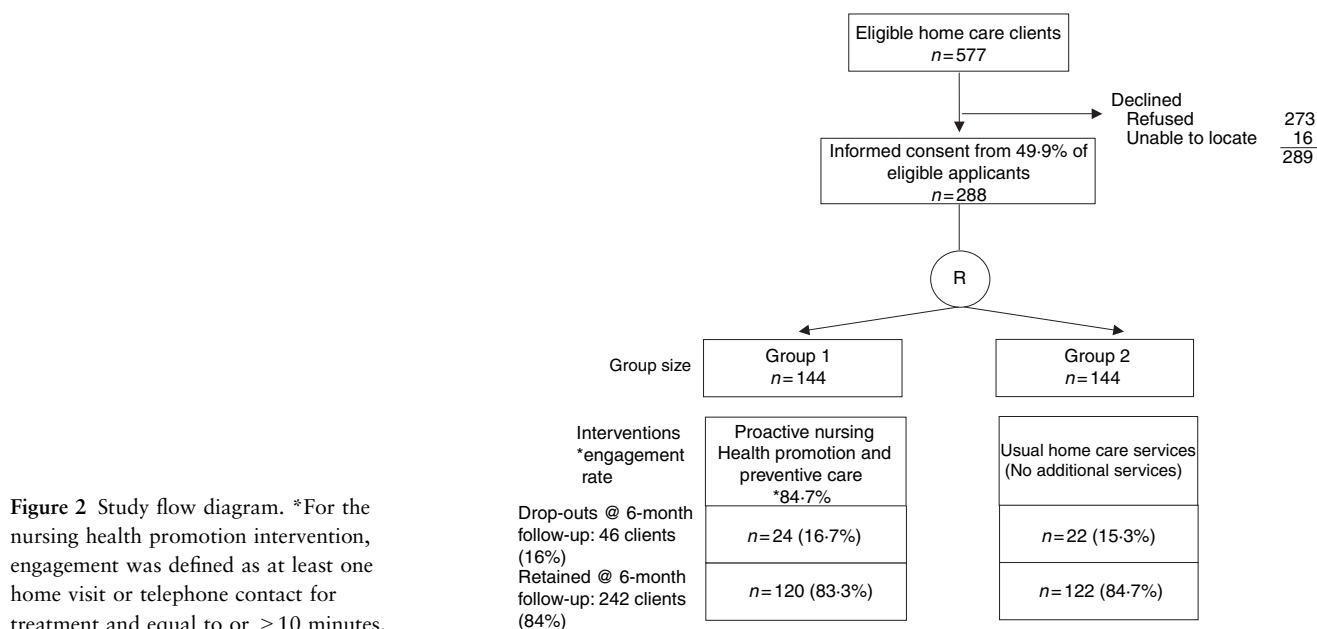 Eligible home care clients
n=577
Declined
Refused 273
Unable to locate 16
289
Informed consent from 49·9% of
eligible applicants
n=288
R
Group size
Group 1
n=144
Group 2
n=144
Interventions
*engagement
rate
Proactive nursing
Health promotion and
preventive care
*84·7%
Usual home care services
(No additional services)
Drop-outs @ 6-month
follow-up: 46 clients
(16%)
n=24 (16·7%)
n=22 (15·3%)
Retained @ 6-month
follow-up: 242 clients
(84%)
n=120 (83·3%)
n=122 (84·7%)
Figure 2 Study flow diagram. *For the
nursing health promotion intervention,
engagement was defined as at least one
home visit or telephone contact for
treatment and equal to or >10 minutes.